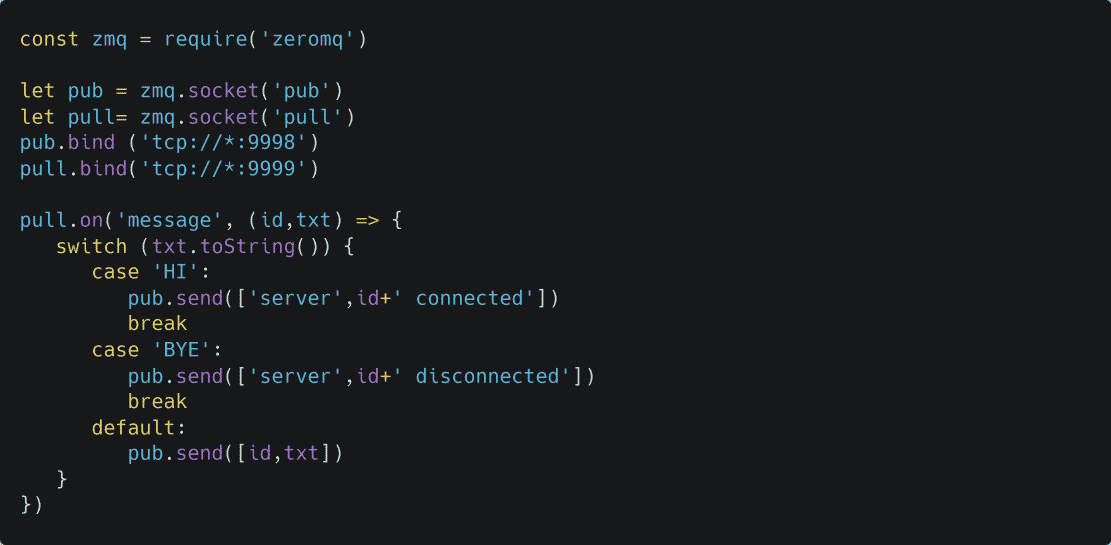 const zmq = require('zeromq')

let pub = zmq.socket('pub')
let pull= zmq.socket('pull')
pub.bind ('tcp://*:9998')
pull.bind('tcp://*:9999')

pull.on('message', (id,txt) => {
   switch (txt.toString()) {
      case 'HI':
         pub.send(['server',id+' connected'])
         break
      case 'BYE':
         pub.send(['server',id+' disconnected'])
         break
      default:
         pub.send([id,txt])
   }
})